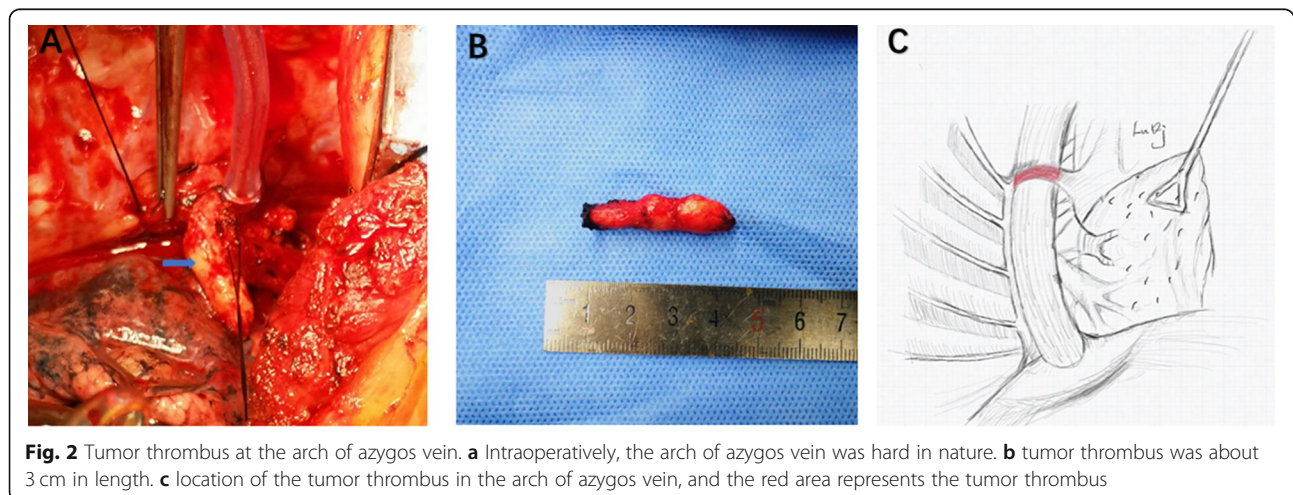 A
B
C
1 2 3 4 5 6 7
Fig. 2 Tumor thrombus at the arch of azygos vein. a Intraoperatively, the arch of azygos vein was hard in nature. b tumor thrombus was about
3 cm in length. c location of the tumor thrombus in the arch of azygos vein, and the red area represents the tumor thrombus